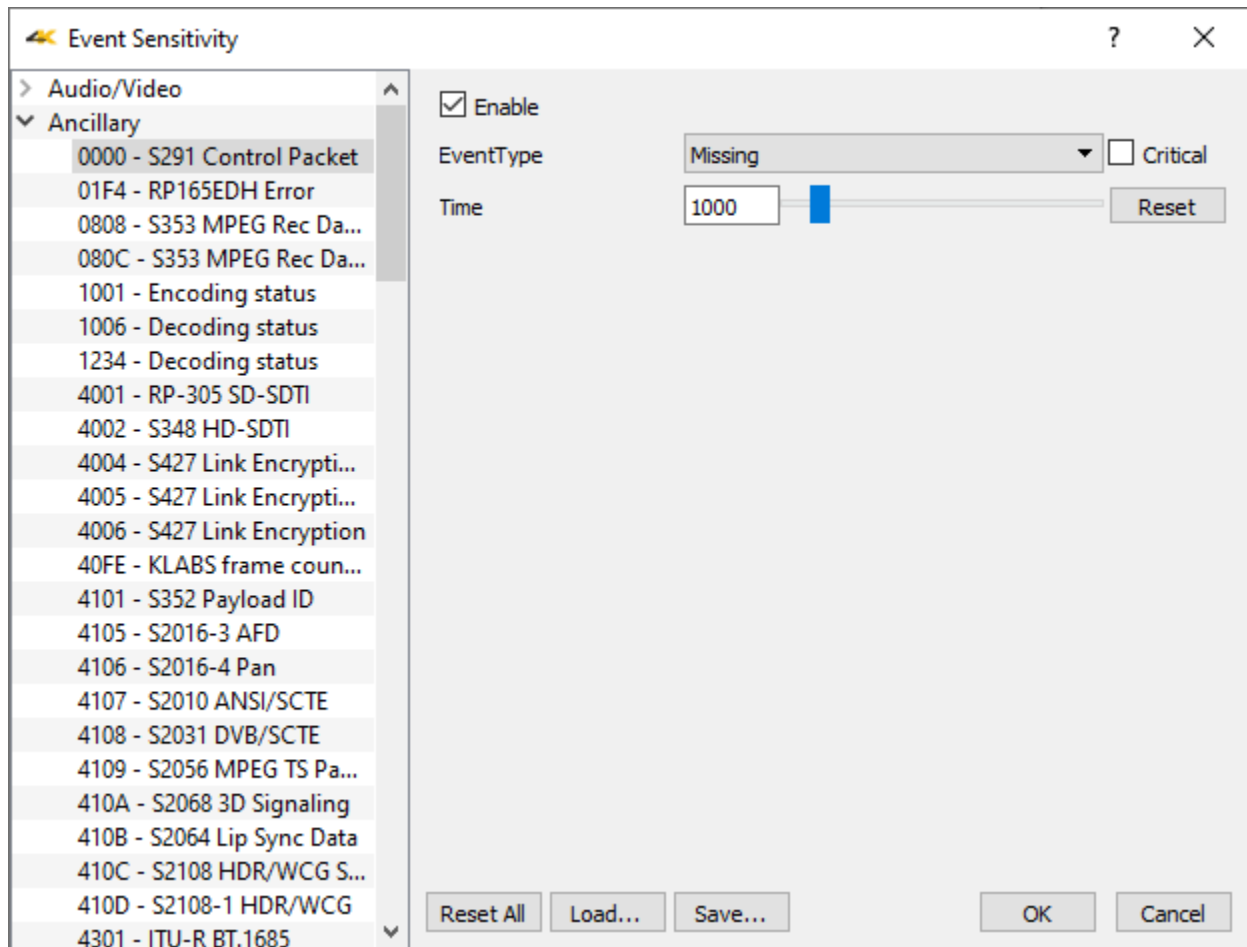 4K Event Sensitivity
?
Audio/Video
Ancillary
0000 - S291 Control Packet
01F4 - RP165EDH Error
0808 - S353 MPEG Rec Da...
080C - S353 MPEG Rec Da...
1001 - Encoding status
1006 - Decoding status
1234 - Decoding status
4001 - RP-305 SD-SDTI
4002 - S348 HD-SDTI
4004 - S427 Link Encrypti...
4005 - S427 Link Encrypti...
4006 - S427 Link Encryption
40FE - KLABS frame coun...
4101 - S352 Payload ID
4105 - S2016-3 AFD
4106 - S2016-4 Pan
4107 - S2010 ANSI/SCTE
4108 - S2031 DVB/SCTE
4109 - S2056 MPEG TS Pa...
410A - S2068 3D Signaling
410B - S2064 Lip Sync Data
410C - S2108 HDR/WCG S...
410D - S2108-1 HDR/WCG
4301 - ITU-R BT.1685
Enable
EventType Missing Critical
Time 1000 Reset
Reset All Load... Save... OK Cancel